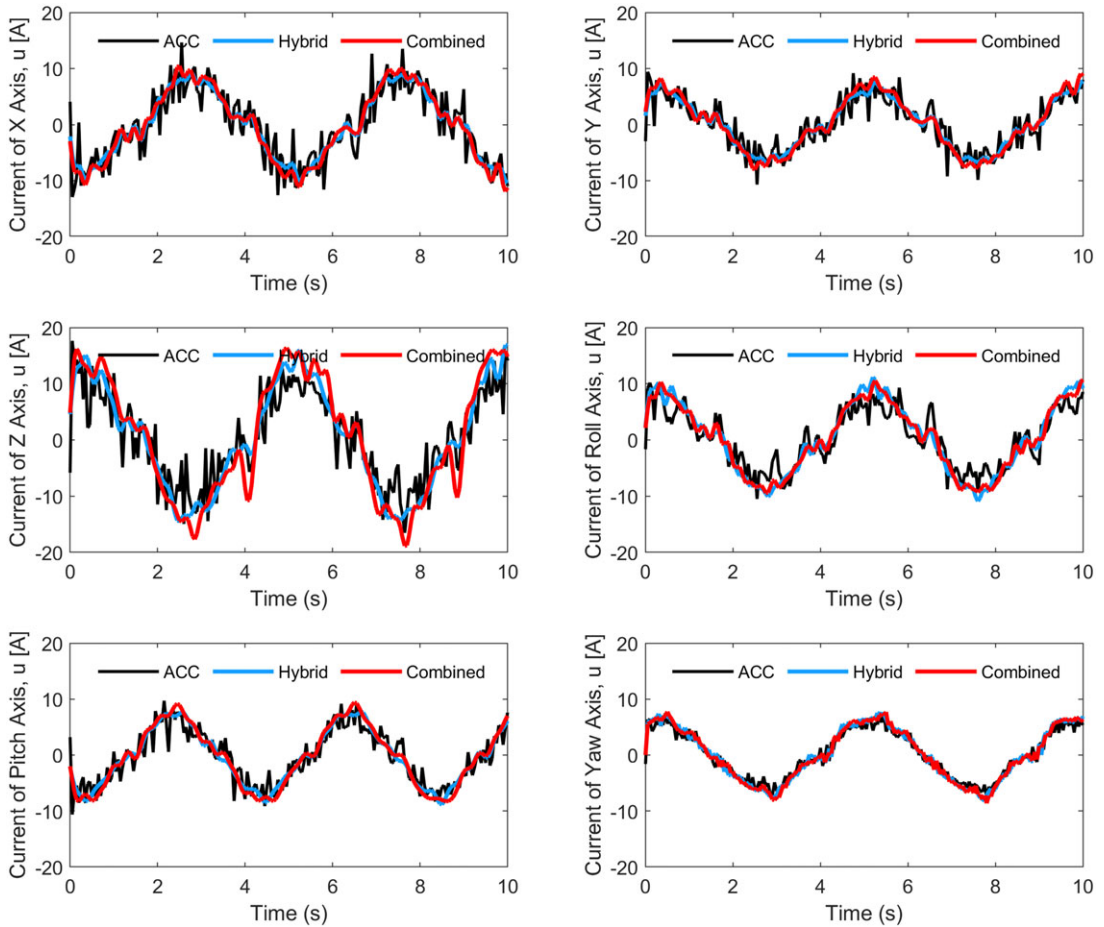 Current of X Axis, u [A]
20
10
0
-10
-20
ACC Hybrid Combined
0 2 4 6 8 10
Time (s)
Current of Y Axis, u [A]
20
10
0
-10
-20
ACC Hybrid Combined
0 2 4 6 8 10
Time (s)
Current of Z Axis, u [A]
20
10
0
-10
-20
ACC Hybrid Combined
0 2 4 6 8 10
Time (s)
Current of Roll Axis, u [A]
20
10
0
-10
-20
ACC Hybrid Combined
0 2 4 6 8 10
Time (s)
Current of Pitch Axis, u [A]
20
10
0
-10
-20
ACC Hybrid Combined
0 2 4 6 8 10
Time (s)
Current of Yaw Axis, u [A]
20
10
0
-10
-20
ACC Hybrid Combined
0 2 4 6 8 10
Time (s)